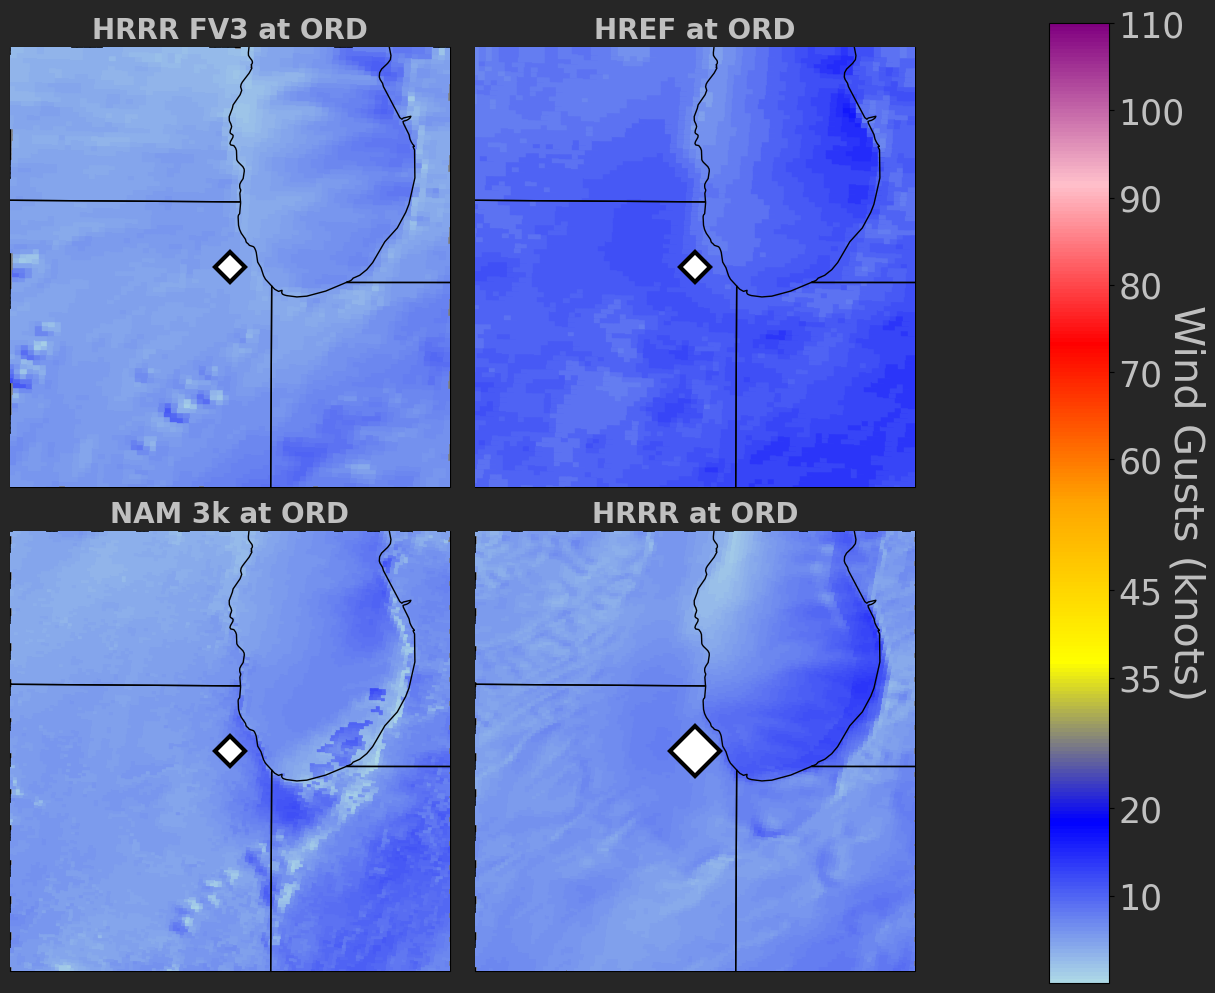 HRRR FV3 at ORD
HREF at ORD
NAM 3k at ORD
HRRR at ORD
110
100
90
80
70
60
45
35
20
10
Wind Gusts (knots)